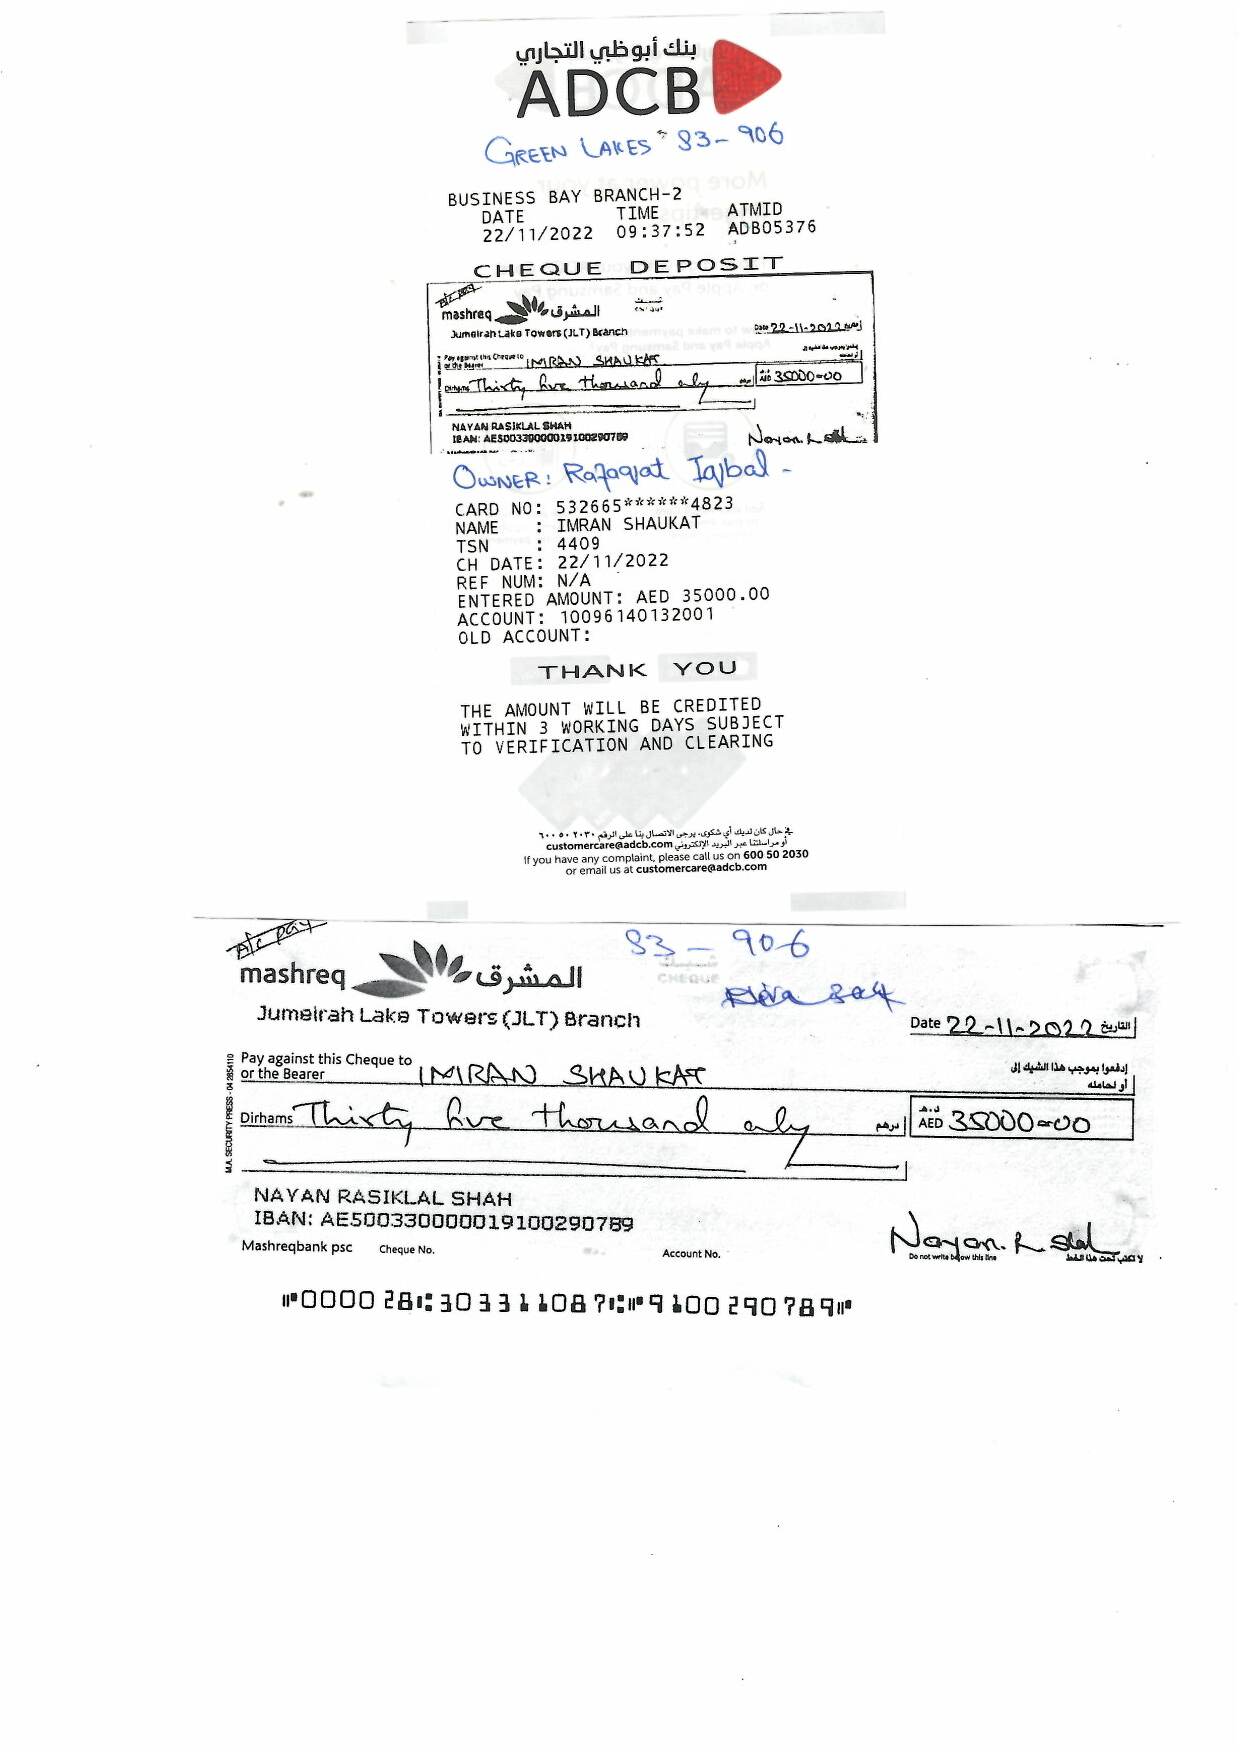 بنك أبوظبي التجاري
ADCB
GREEN LAKES S3-906
BUSINESS BAY BRANCH-2
DATE TIME ATMID
22/11/2022 09:37:52 ADB05376
CHEQUE DEPOSIT
A/c pay
mashreq المشرق
Jumeirah Lake Towers (JLT) Branch
Date 22-11-2022 التاريخ
Pay against this Cheque to
or the Bearer IMRAN SHAUKAT
Dirhams Thirty five thousand only درهم AED 35000-00
NAYAN RASIKLAL SHAH
IBAN: AE500330000019100290789
Nayan. R. Shah
OWNER: Rafaqat Iqbal -
CARD NO: 532665******4823
NAME : IMRAN SHAUKAT
TSN : 4409
CH DATE: 22/11/2022
REF NUM: N/A
ENTERED AMOUNT: AED 35000.00
ACCOUNT: 10096140132001
OLD ACCOUNT:
THANK YOU
THE AMOUNT WILL BE CREDITED
WITHIN 3 WORKING DAYS SUBJECT
TO VERIFICATION AND CLEARING
في حال كان لديك أي شكوى، يرجى الاتصال بنا على الرقم ٦٠٠ ٥٠ ٢٠٣٠
أو مراسلتنا عبر البريد الإلكتروني customercare@adcb.com
If you have any complaint, please call us on 600 50 2030
or email us at customercare@adcb.com
A/c pay
S3 - 906
mashreq المشرق
CHEQUE
Jumeirah Lake Towers (JLT) Branch
Date 22-11-2022 التاريخ
Pay against this Cheque to
or the Bearer IMRAN SHAUKAT
إدفعوا بموجب هذا الشيك إلى
أو لحامله
Dirhams Thirty five thousand only درهم
د.هـ
AED 35000-00
M.A. SECURITY PRESS - 04 2854110
NAYAN RASIKLAL SHAH
IBAN: AE500330000019100290789
Mashreqbank psc Cheque No. Account No.
Nayan. R. Shah
Do not write below this line لا تكتب تحت هذا الخط
⑈000028⑆303311087⑆⑈9100290789⑈